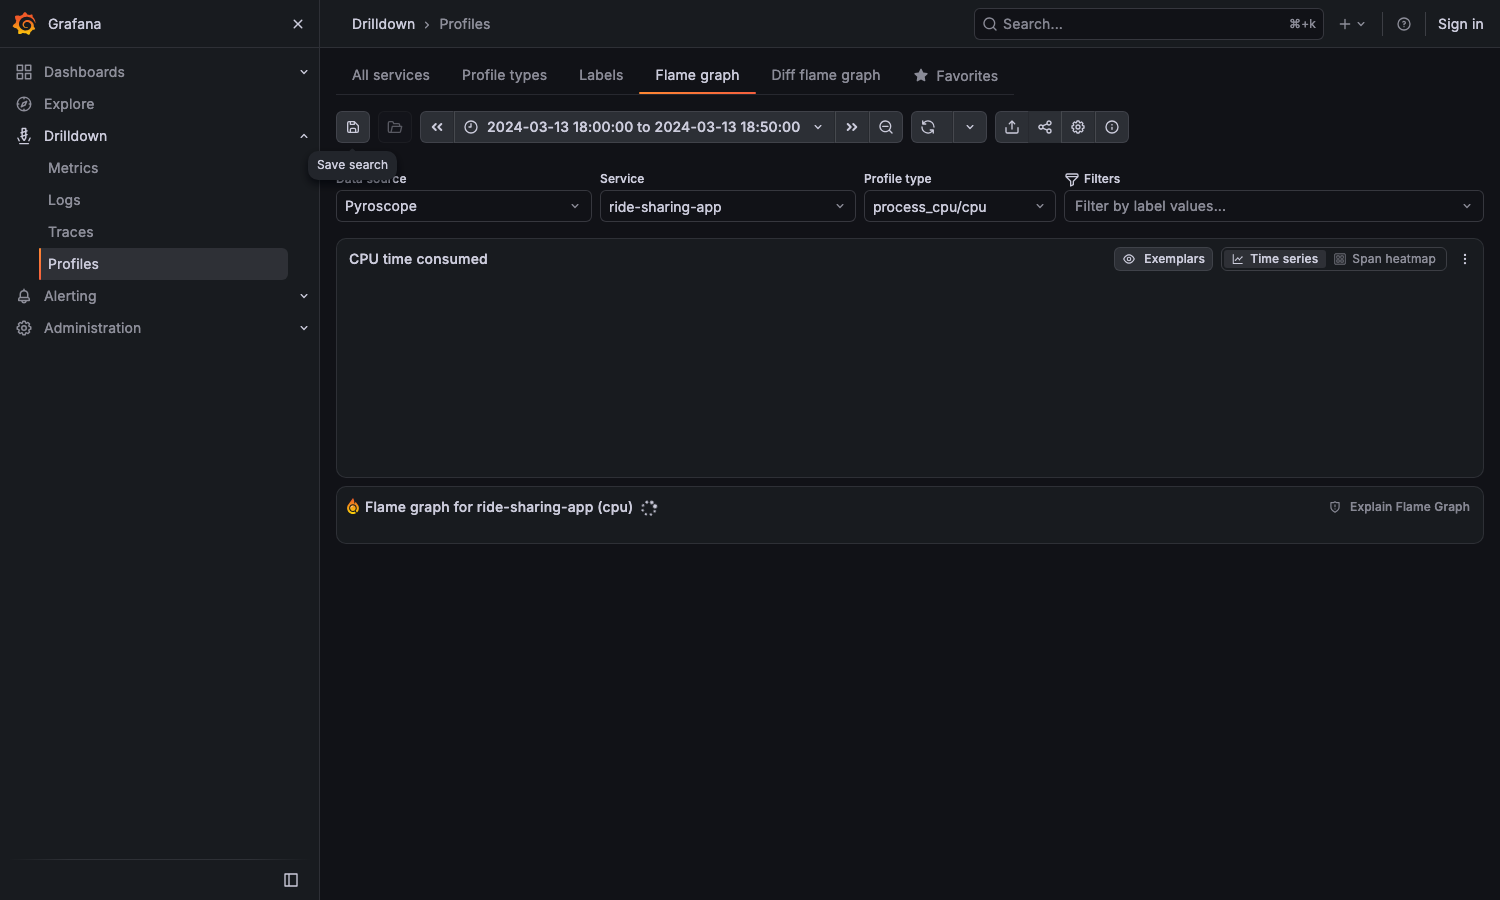 Grafana
Drilldown › Profiles
Search...
⌘+k
Sign in
Dashboards
Explore
Drilldown
Metrics
Logs
Traces
Profiles
Alerting
Administration
All services
Profile types
Labels
Flame graph
Diff flame graph
Favorites
2024-03-13 18:00:00 to 2024-03-13 18:50:00
Save search
Data source
Service
Profile type
Filters
Pyroscope
ride-sharing-app
process_cpu/cpu
Filter by label values...
CPU time consumed
Exemplars
Time series
Span heatmap
Flame graph for ride-sharing-app (cpu)
Explain Flame Graph